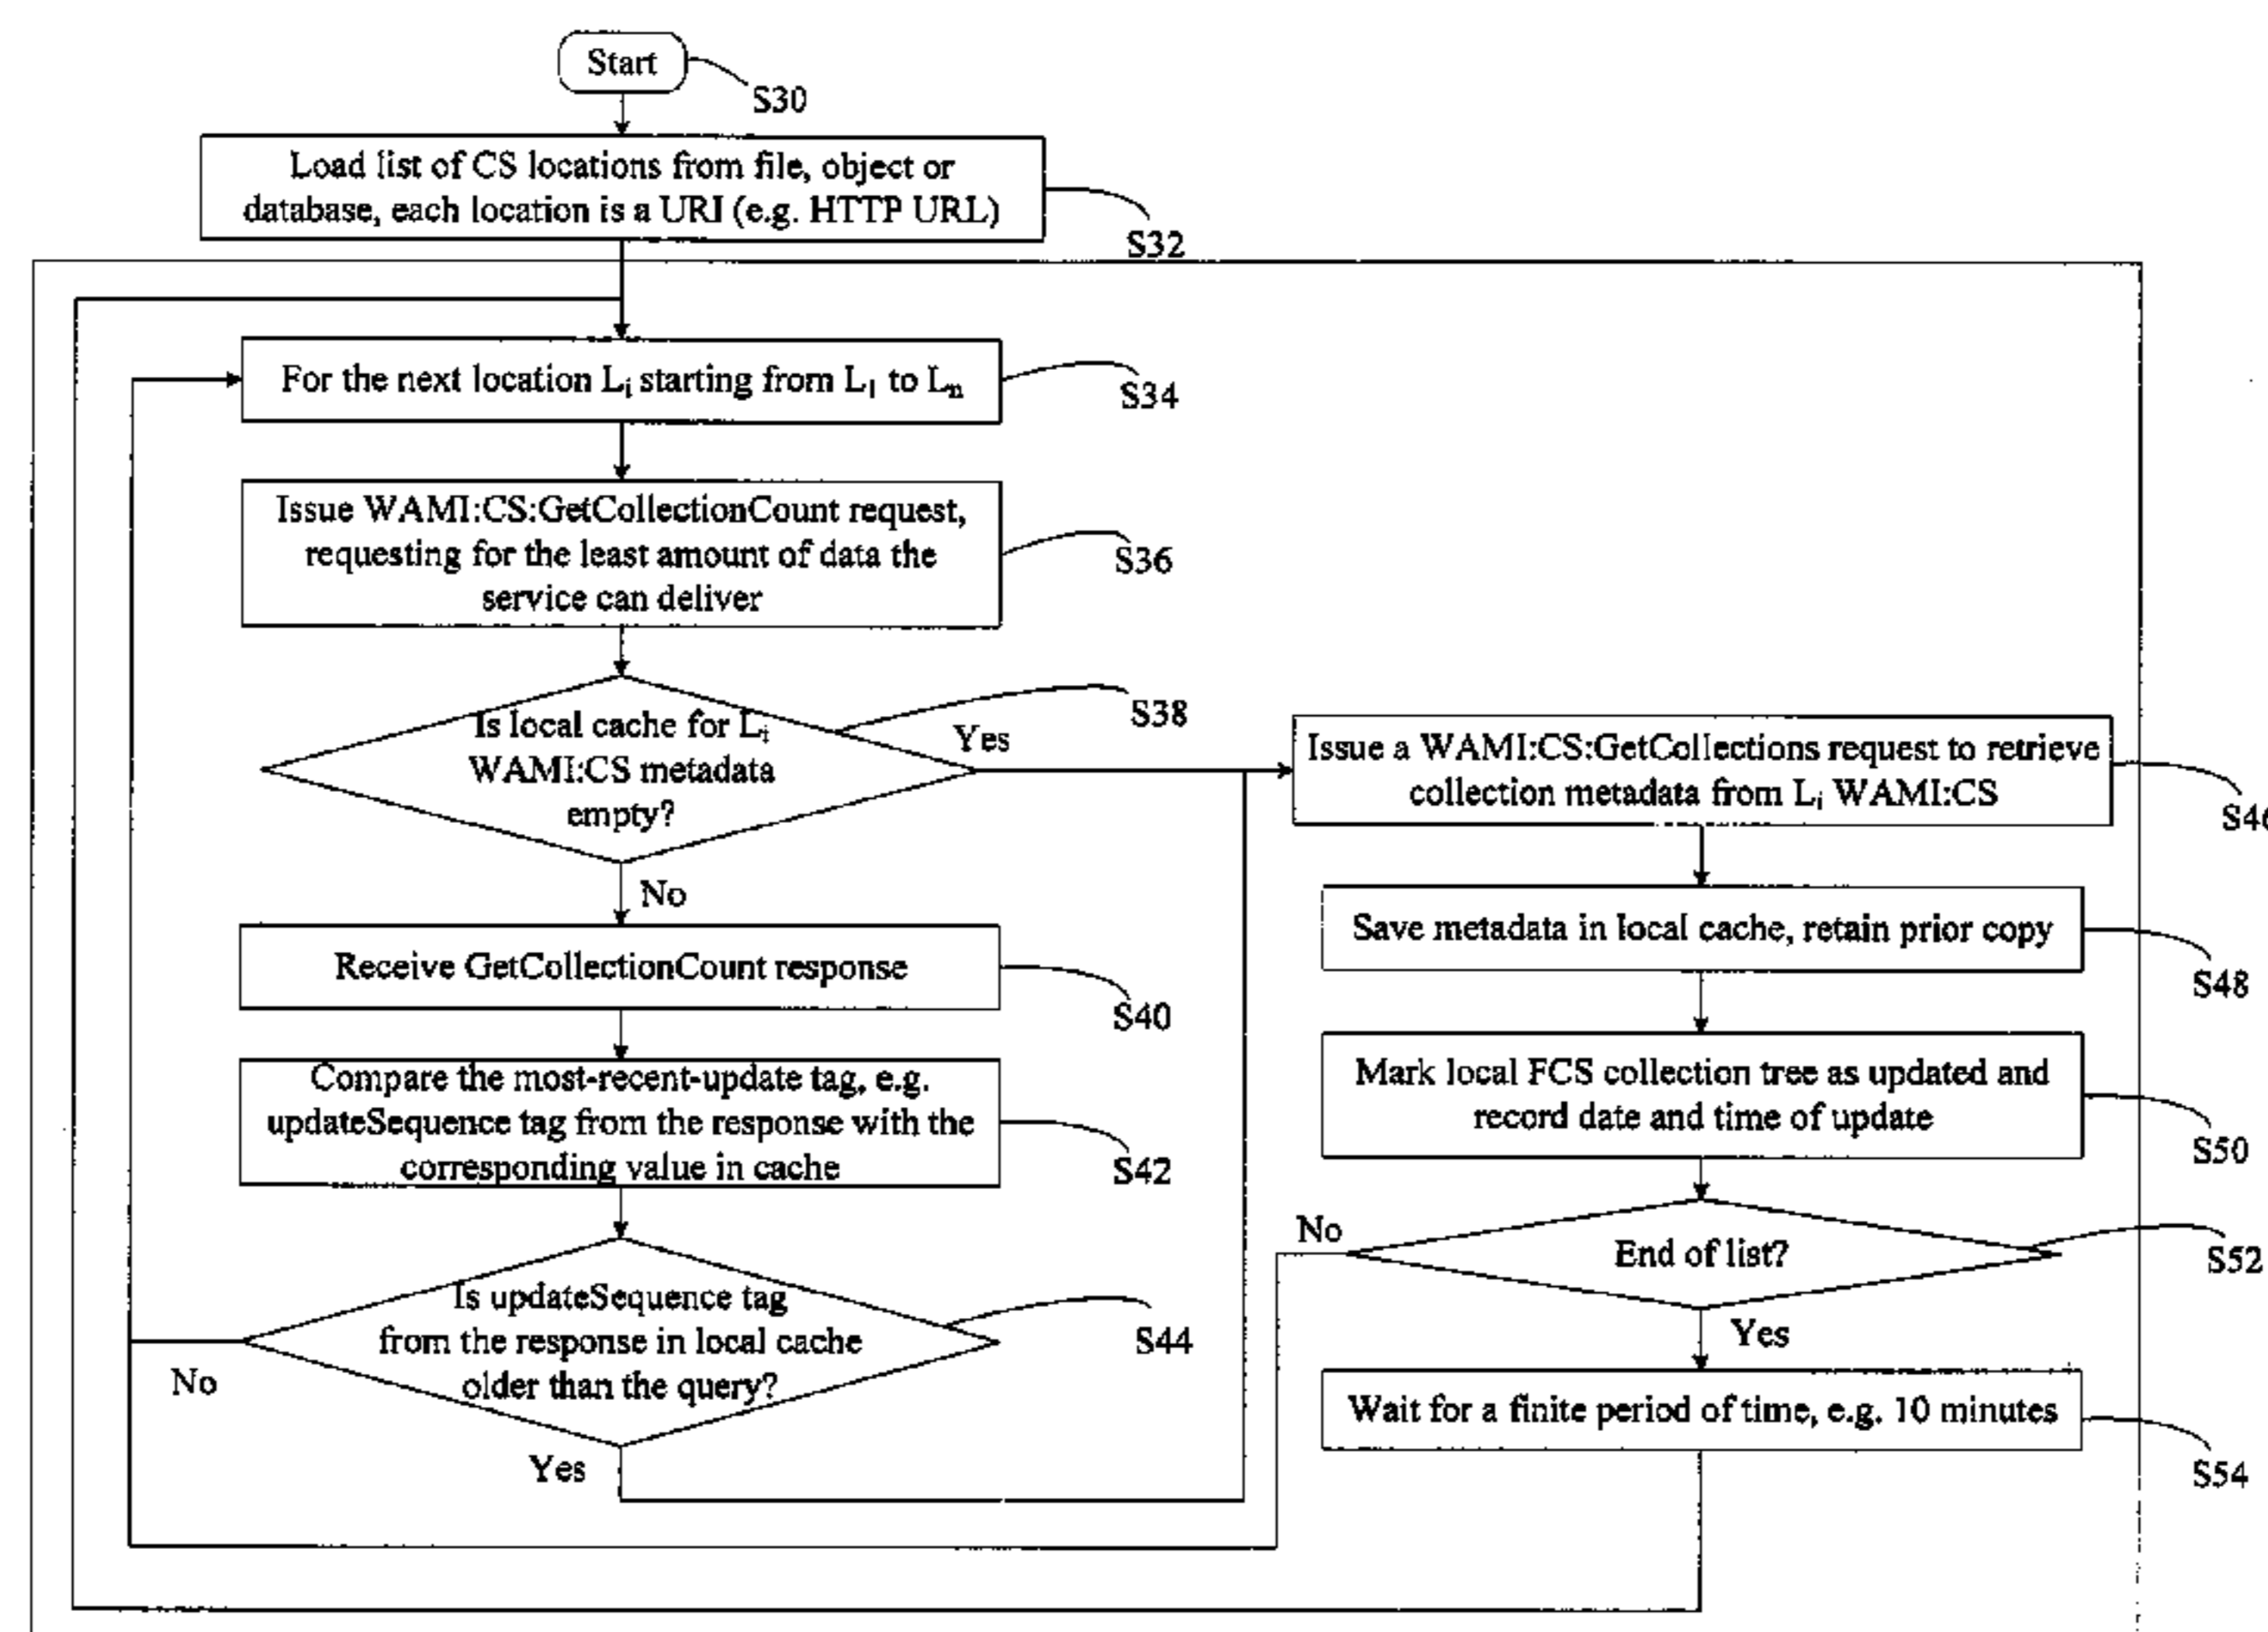 Start
S30
Load list of CS locations from file, object or
database, each location is a URI (e.g. HTTP URL)
S32
For the next location Li starting from L1 to Ln
S34
Issue WAMI:CS:GetCollectionCount request,
requesting for the least amount of data the
service can deliver
S36
Is local cache for Li
WAMI:CS metadata
empty?
S38
Yes
No
Receive GetCollectionCount response
S40
Compare the most-recent-update tag, e.g.
updateSequence tag from the response with the
corresponding value in cache
S42
Is updateSequence tag
from the response in local cache
older than the query?
S44
No
Yes
Issue a WAMI:CS:GetCollections request to retrieve
collection metadata from Li WAMI:CS
Save metadata in local cache, retain prior copy
S48
Mark local FCS collection tree as updated and
record date and time of update
S50
No
End of list?
S52
Yes
Wait for a finite period of time, e.g. 10 minutes
S54